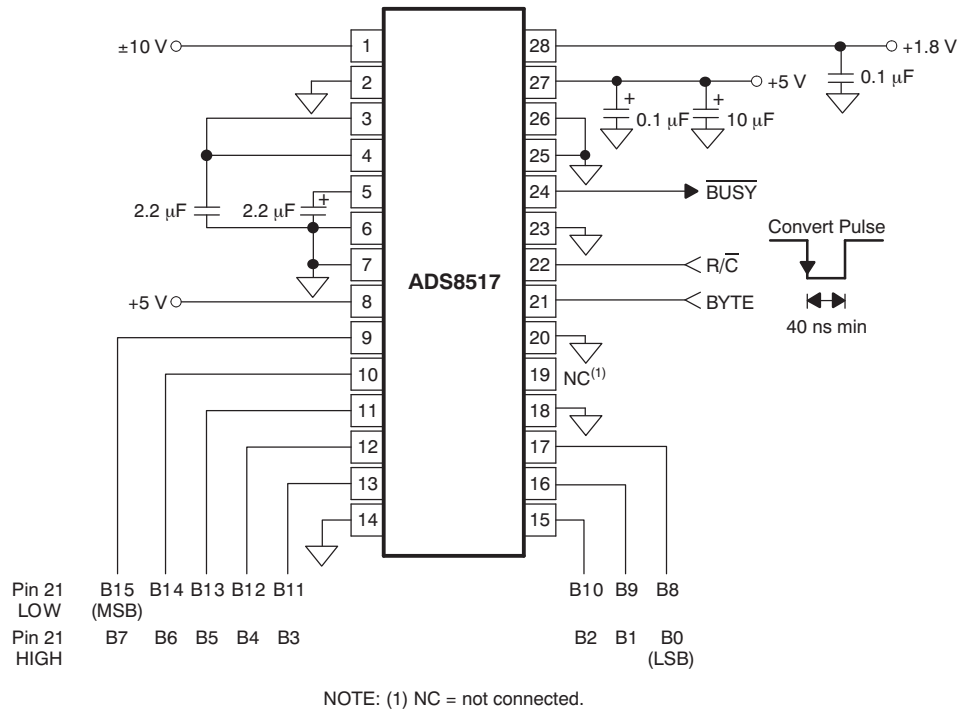 ±10 V
1
2
3
4
5
6
7
8
9
10
11
12
13
14
2.2 µF
2.2 µF
+
+5 V
ADS8517
28
27
26
25
24
23
22
21
20
19
18
17
16
15
+1.8 V
0.1 µF
+5 V
+
0.1 µF
+
10 µF
BUSY
R/C
BYTE
NC(1)
Convert Pulse
40 ns min
Pin 21 LOW B15 (MSB) B14 B13 B12 B11 B10 B9 B8
Pin 21 HIGH B7 B6 B5 B4 B3 B2 B1 B0 (LSB)
NOTE: (1) NC = not connected.